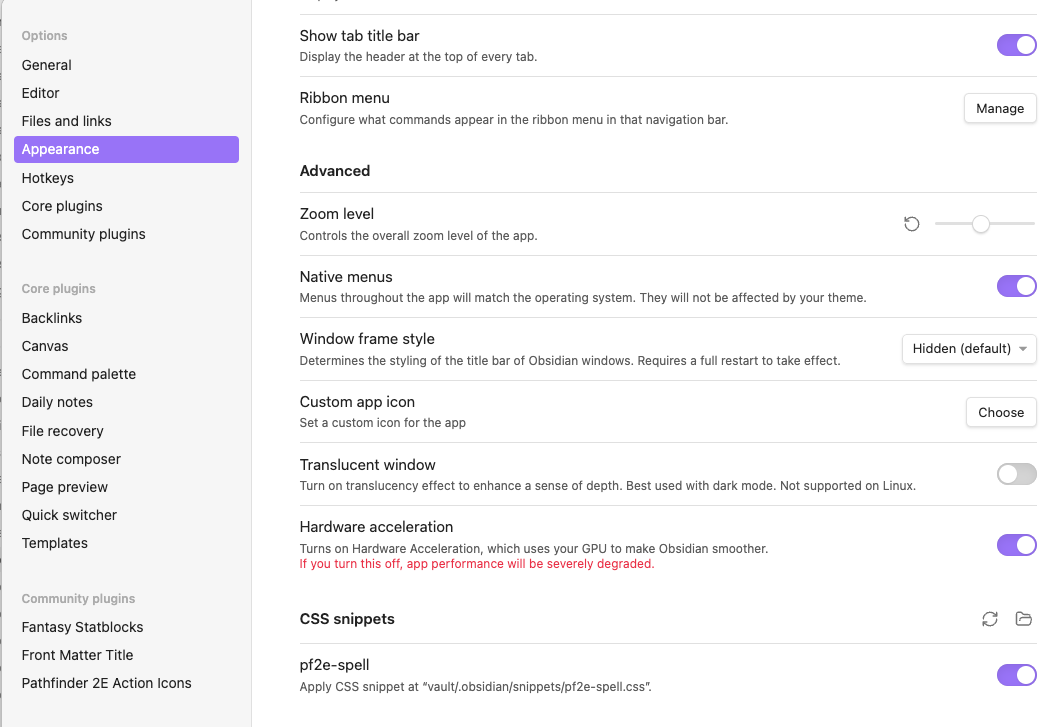 Options
General
Editor
Files and links
Appearance
Hotkeys
Core plugins
Community plugins
Core plugins
Backlinks
Canvas
Command palette
Daily notes
File recovery
Note composer
Page preview
Quick switcher
Templates
Community plugins
Fantasy Statblocks
Front Matter Title
Pathfinder 2E Action Icons
Show tab title bar
Display the header at the top of every tab.
Ribbon menu
Configure what commands appear in the ribbon menu in that navigation bar.
Manage
Advanced
Zoom level
Controls the overall zoom level of the app.
Native menus
Menus throughout the app will match the operating system. They will not be affected by your theme.
Window frame style
Determines the styling of the title bar of Obsidian windows. Requires a full restart to take effect.
Hidden (default)
Custom app icon
Set a custom icon for the app
Choose
Translucent window
Turn on translucency effect to enhance a sense of depth. Best used with dark mode. Not supported on Linux.
Hardware acceleration
Turns on Hardware Acceleration, which uses your GPU to make Obsidian smoother.
If you turn this off, app performance will be severely degraded.
CSS snippets
pf2e-spell
Apply CSS snippet at “vault/.obsidian/snippets/pf2e-spell.css”.